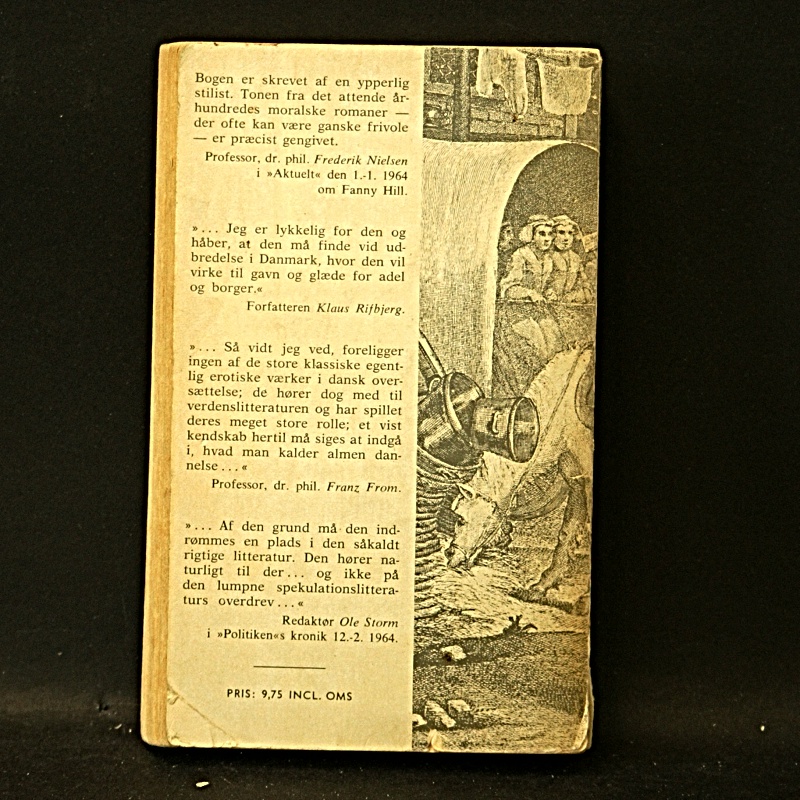 Bogen er skrevet af en ypperlig
stilist. Tonen fra det attende år-
hundredes moralske romaner —
der ofte kan være ganske frivole
— er præcist gengivet.
Professor, dr. phil. Frederik Nielsen
i »Aktuelt« den 1.-1. 1964
om Fanny Hill.
»... Jeg er lykkelig for den og
håber, at den må finde vid ud-
bredelse i Danmark, hvor den vil
virke til gavn og glæde for adel
og borger.«
Forfatteren Klaus Rifbjerg.
»... Så vidt jeg ved, foreligger
ingen af de store klassiske egent-
lig erotiske værker i dansk over-
sættelse; de hører dog med til
verdenslitteraturen og har spillet
deres meget store rolle; et vist
kendskab hertil må siges at indgå
i, hvad man kalder almen dan-
nelse...«
Professor, dr. phil. Franz From.
»... Af den grund må den ind-
rømmes en plads i den såkaldt
rigtige litteratur. Den hører na-
turligt til der... og ikke på
den lumpne spekulationslittera-
turs overdrev...«
Redaktør Ole Storm
i »Politiken«s kronik 12.-2. 1964.
PRIS: 9,75 INCL. OMS